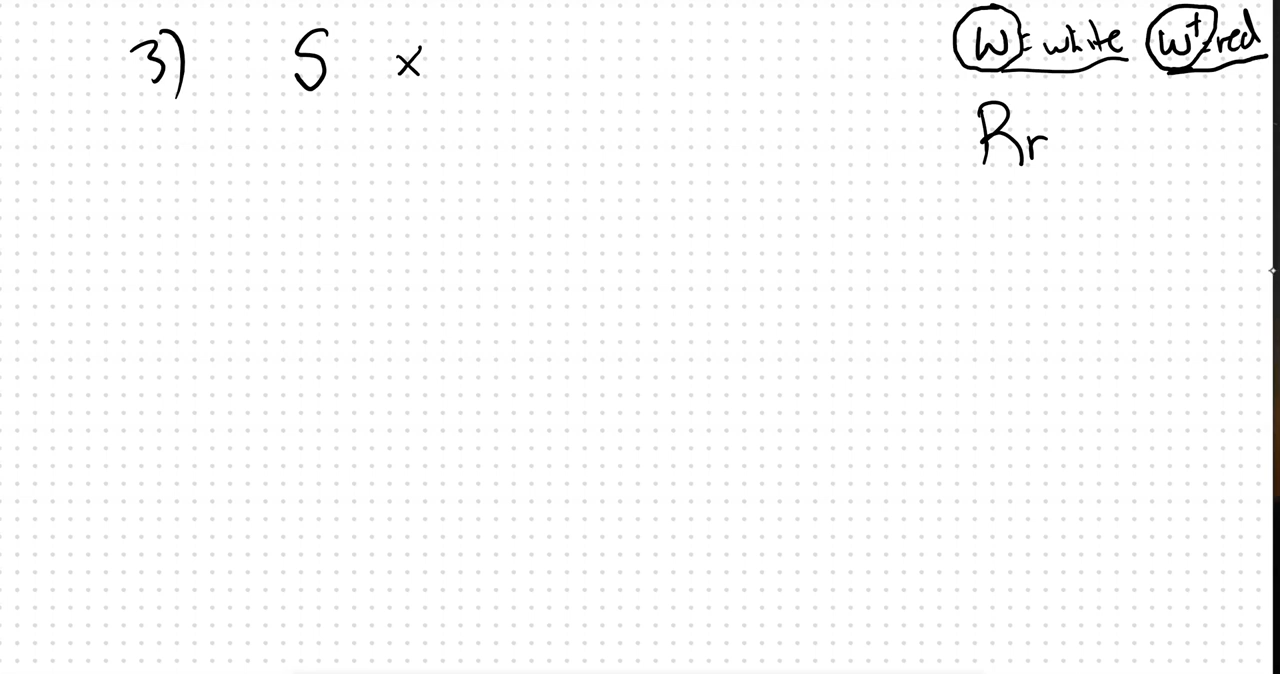 3) S x
w = white w⁺ = red
Rr